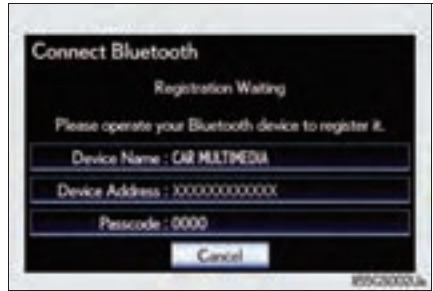 Connect Bluetooth
Registration Waiting
Please operate your Bluetooth device to register it.
Device Name : CAR MULTIMEDIA
Device Address : XXXXXXXXXXXX
Passcode : 0000
Cancel